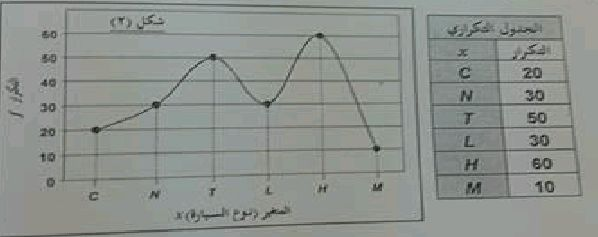 شكل (٢)
60
50
40
30
20
10
0
التكرار f
C N T L H M
المتغير (نوع السيارة) x
الجدول التكراري
x التكرار
C 20
N 30
T 50
L 30
H 60
M 10